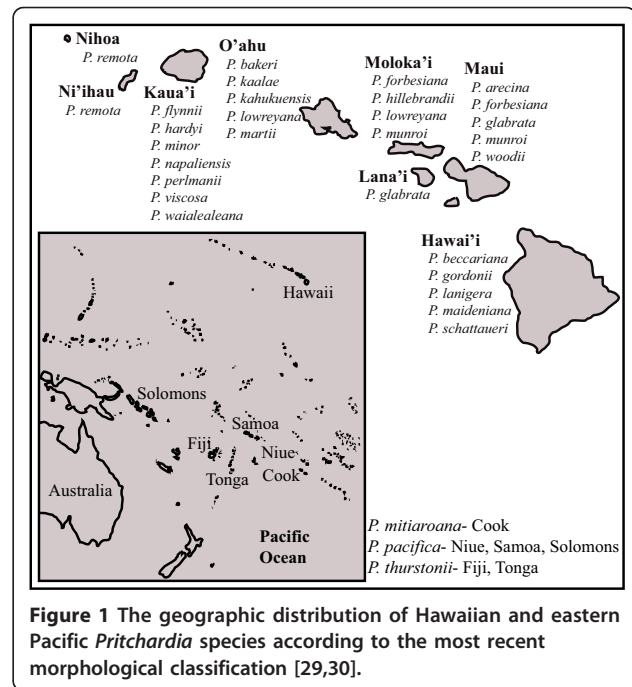 Nihoa
P. remota
Ni'ihau
P. remota
Kaua'i
P. flynnii
P. hardyi
P. minor
P. napaliensis
P. perlmanii
P. viscosa
P. waialealeana
O'ahu
P. bakeri
P. kaalae
P. kahukuensis
P. lowreyana
P. martii
Moloka'i
P. forbesiana
P. hillebrandii
P. lowreyana
P. munroi
Lana'i
P. glabrata
Maui
P. arecina
P. forbesiana
P. glabrata
P. munroi
P. woodii
Hawai'i
P. beccariana
P. gordonii
P. lanigera
P. maideniana
P. schattaueri
Hawaii
Solomons
Samoa
Fiji
Niue
Tonga
Cook
Australia
Pacific
Ocean
P. mitiaroana- Cook
P. pacifica- Niue, Samoa, Solomons
P. thurstonii- Fiji, Tonga
Figure 1 The geographic distribution of Hawaiian and eastern
Pacific Pritchardia species according to the most recent
morphological classification [29,30].